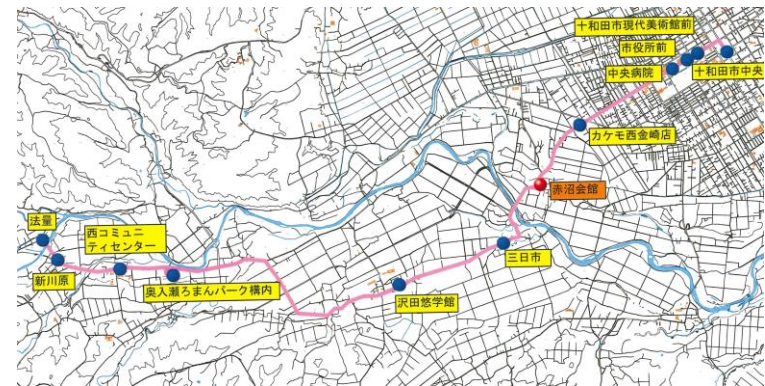 十和田市現代美術館前
市役所前
中央病院
十和田市中央
カケモ西金崎店
赤沼会館
法量
西コミュニ
ティセンター
三日市
新川原
奥入瀬ろまんパーク構内
沢田悠学館